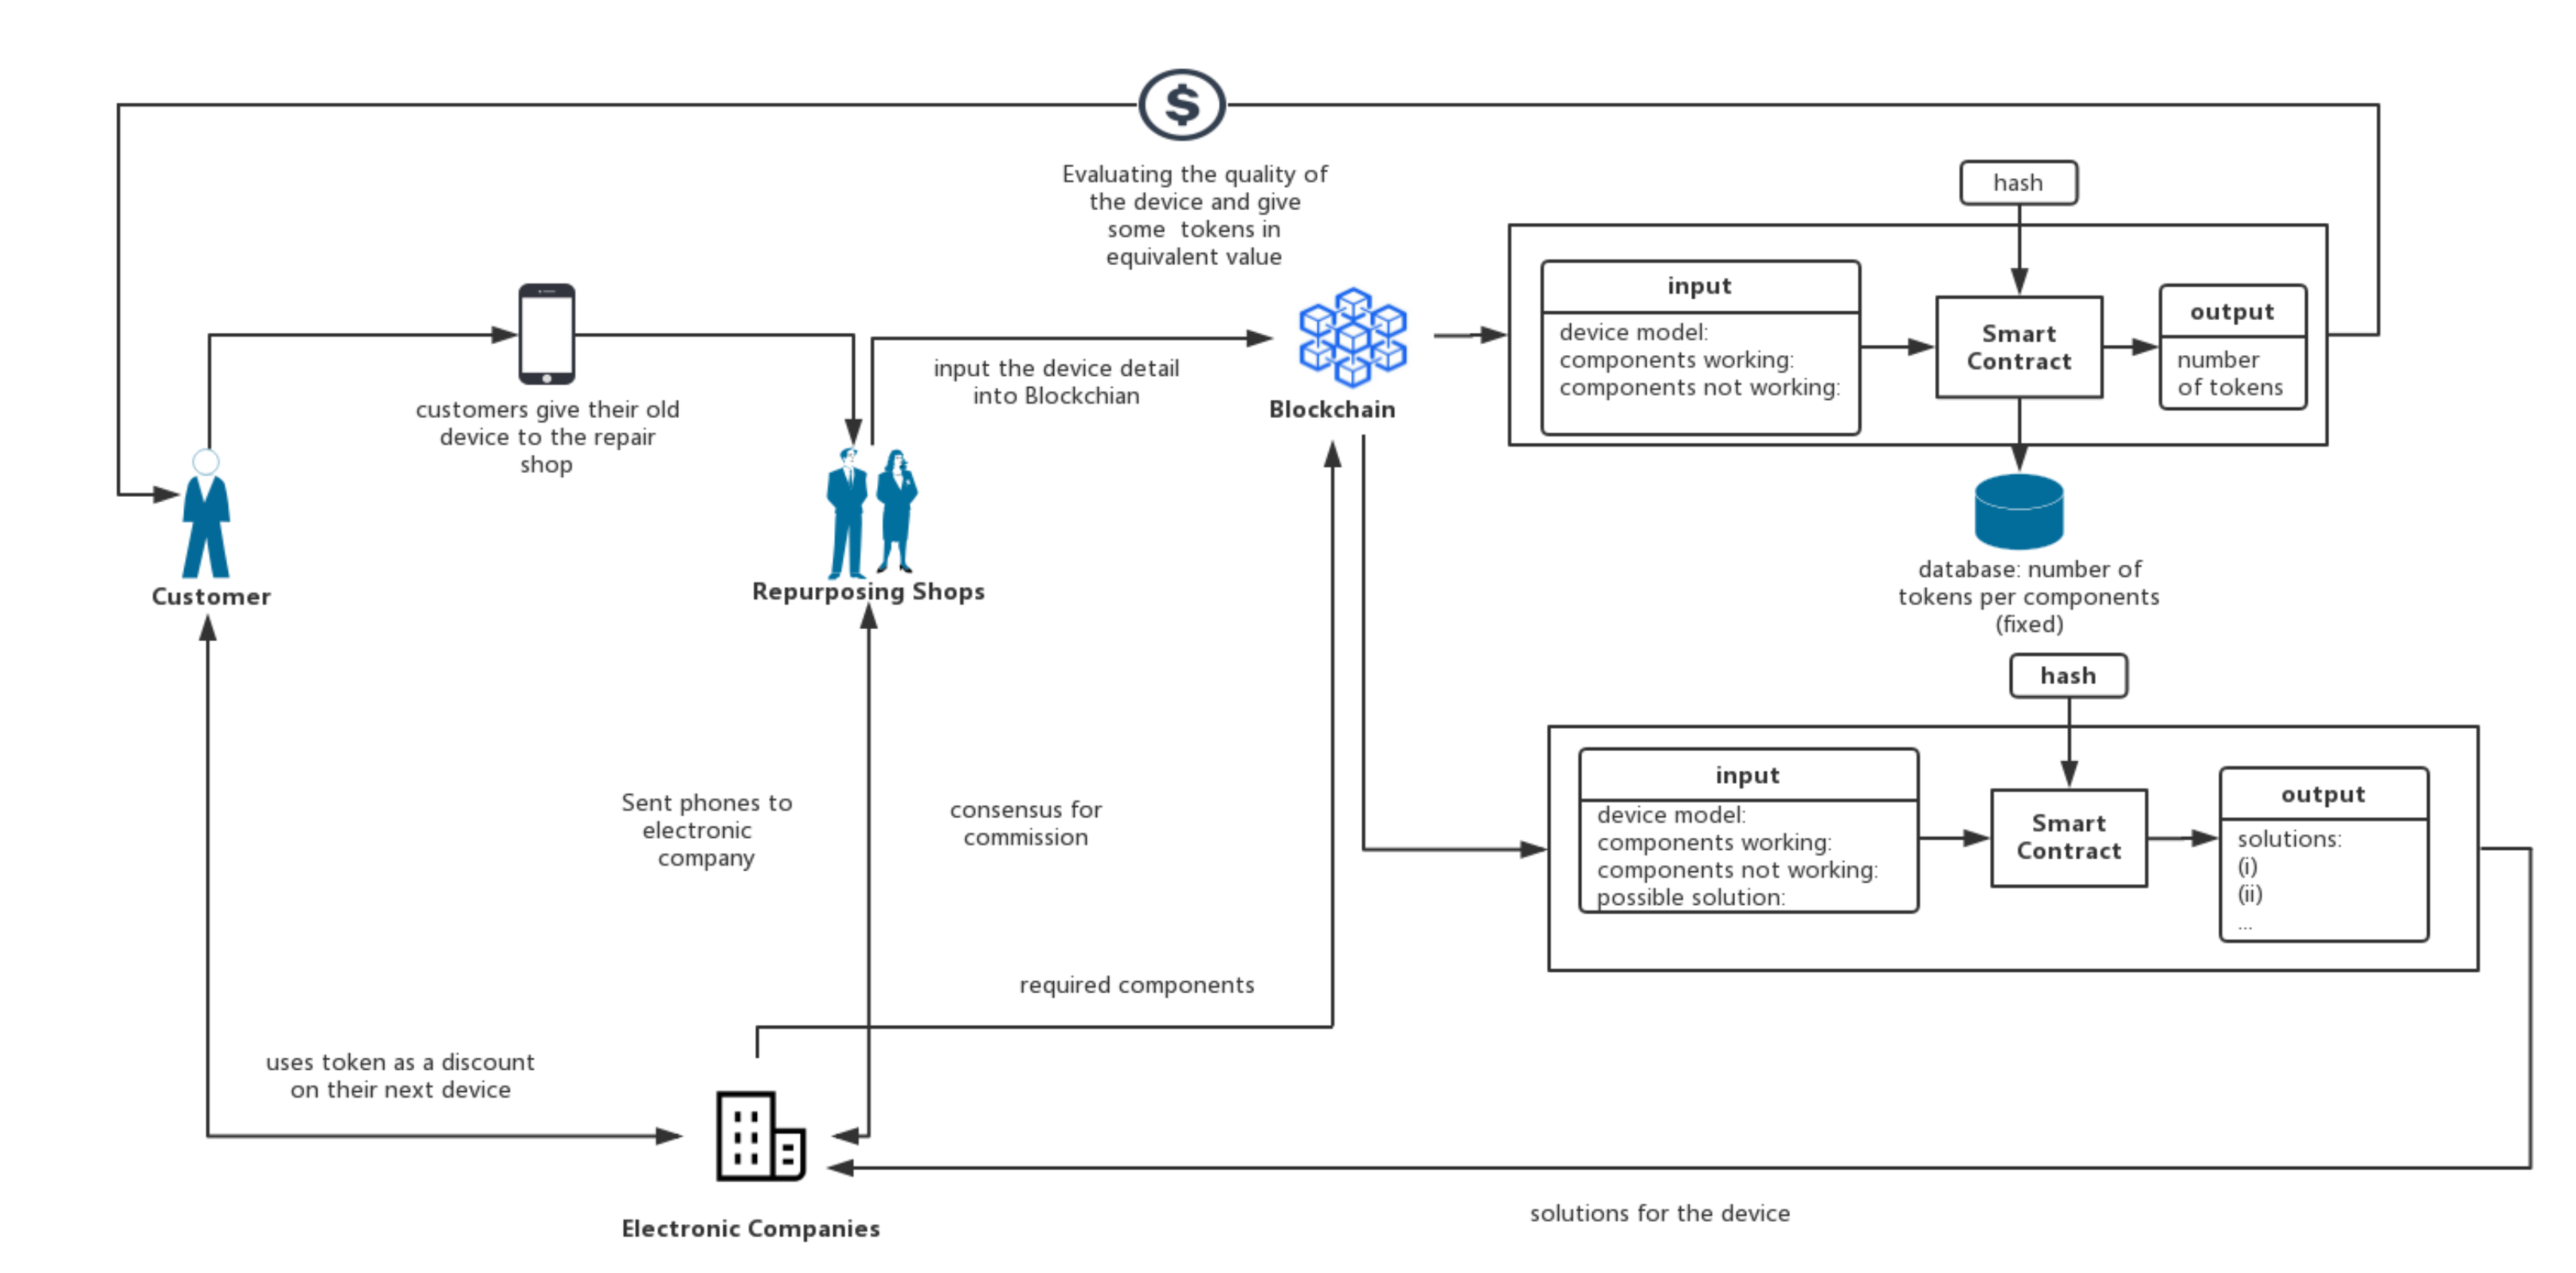 Evaluating the quality of
the device and give
some tokens in
equivalent value
hash
input
device model:
components working:
components not working:
Smart
Contract
output
number
of tokens
customers give their old
device to the repair
shop
input the device detail
into Blockchian
Blockchain
Customer
Repurposing Shops
database: number of
tokens per components
(fixed)
hash
input
device model:
components working:
components not working:
possible solution:
Smart
Contract
output
solutions:
(i)
(ii)
...
Sent phones to
electronic
company
consensus for
commission
required components
uses token as a discount
on their next device
Electronic Companies
solutions for the device